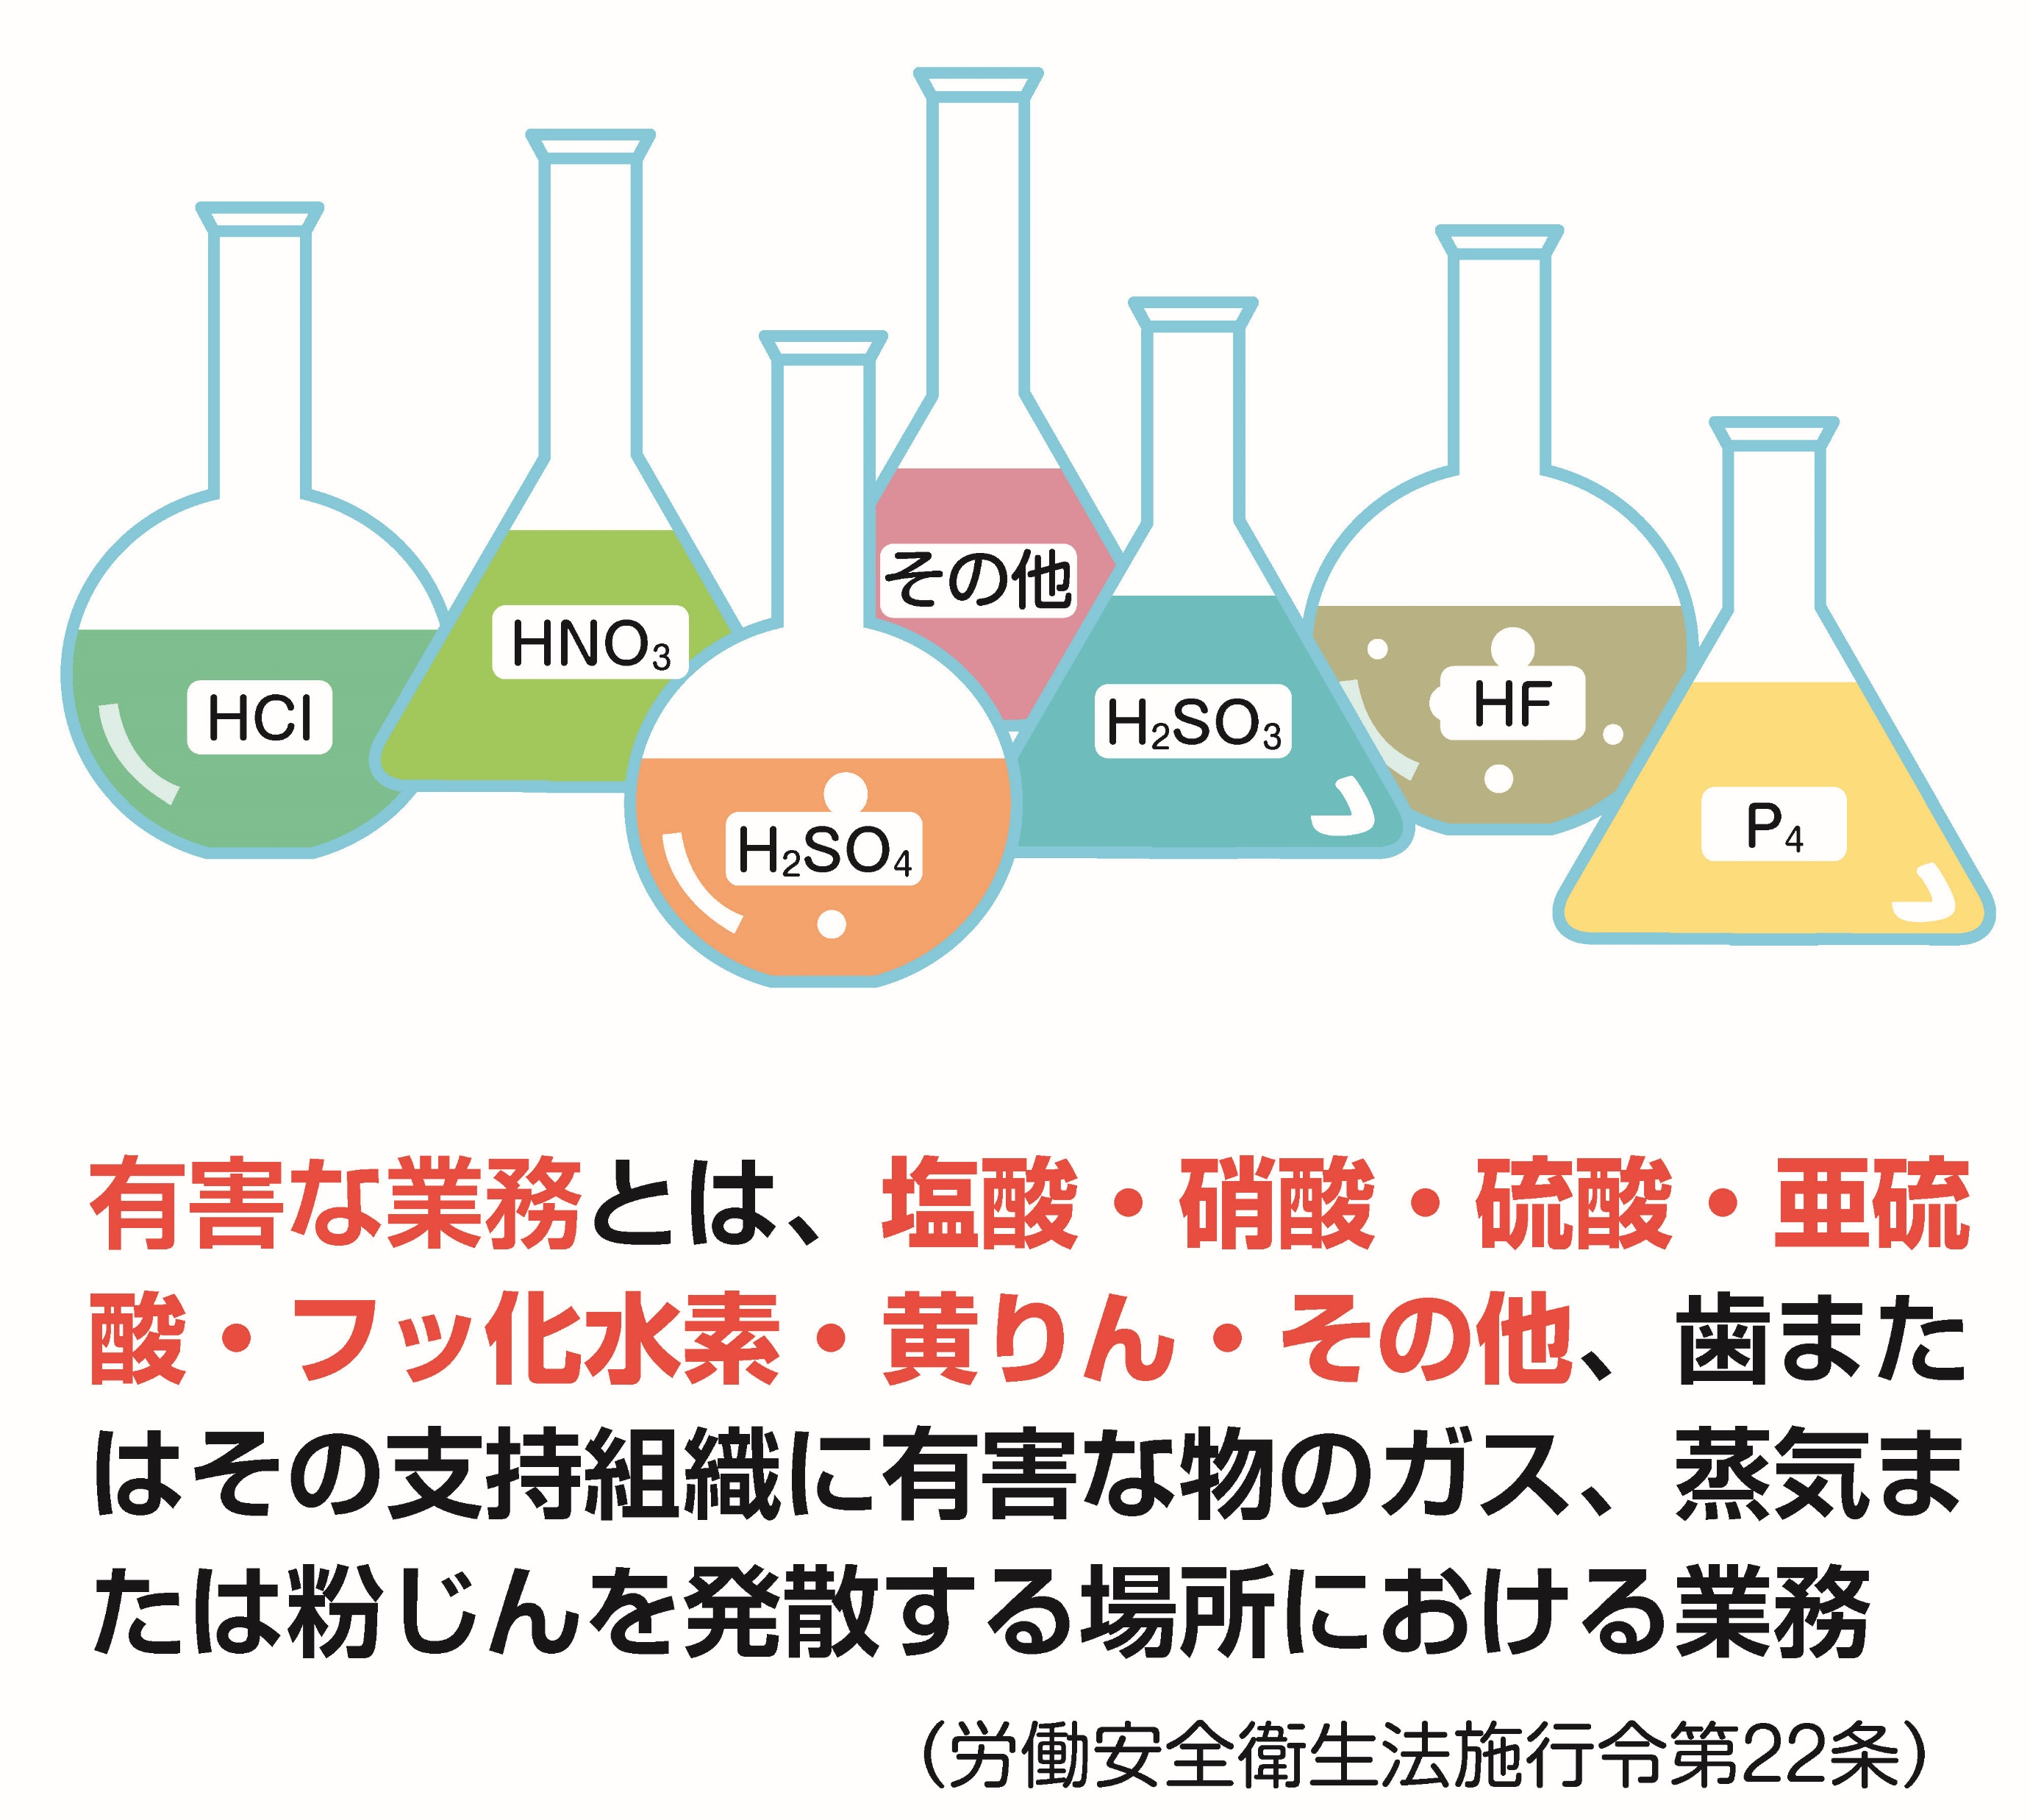 その他
HNO₃
HCl
H₂SO₃
HF
H₂SO₄
P₄
有害な業務とは、塩酸・硝酸・硫酸・亜硫
酸・フッ化水素・黄りん・その他、歯また
はその支持組織に有害な物のガス、蒸気ま
たは粉じんを発散する場所における業務
（労働安全衛生法施行令第22条）